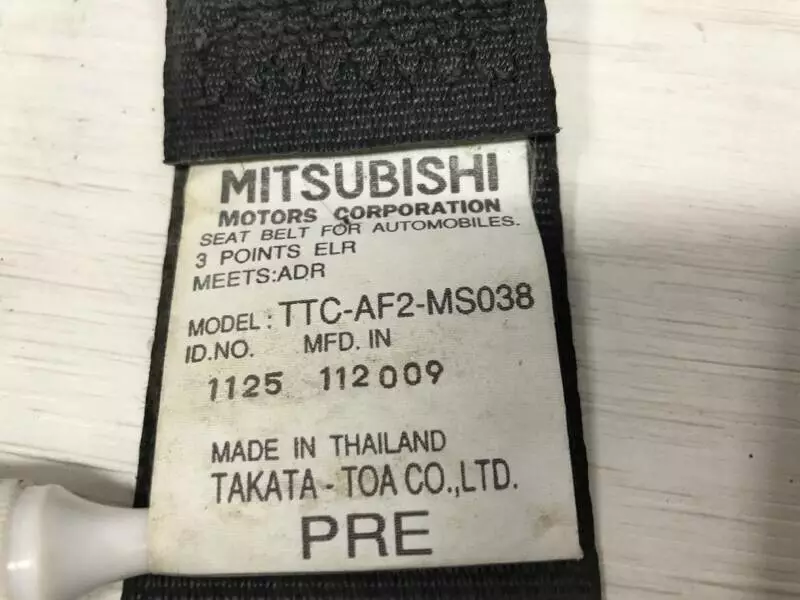 MITSUBISHI
MOTORS CORPORATION
SEAT BELT FOR AUTOMOBILES.
3 POINTS ELR
MEETS:ADR
MODEL: TTC-AF2-MS038
ID.NO. MFD. IN
1125 112009
MADE IN THAILAND
TAKATA-TOA CO.,LTD.
PRE